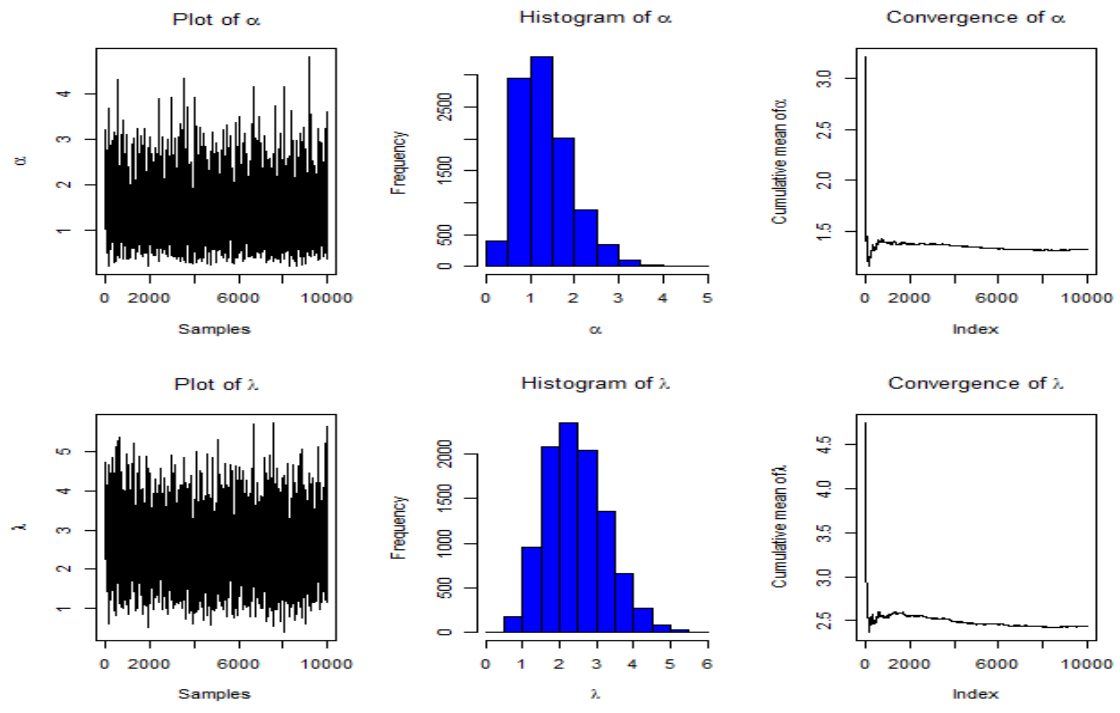 Plot of α
α
4
3
2
1
0 2000 6000 10000
Samples
Histogram of α
Frequency
2500
1500
500
0
0 1 2 3 4 5
α
Convergence of α
Cumulative mean of α
3.0
2.5
2.0
1.5
0 2000 6000 10000
Index
Plot of λ
λ
5
4
3
2
1
0 2000 6000 10000
Samples
Histogram of λ
Frequency
2000
1500
1000
500
0
0 1 2 3 4 5 6
λ
Convergence of λ
Cumulative mean of λ
4.5
4.0
3.5
3.0
2.5
0 2000 6000 10000
Index